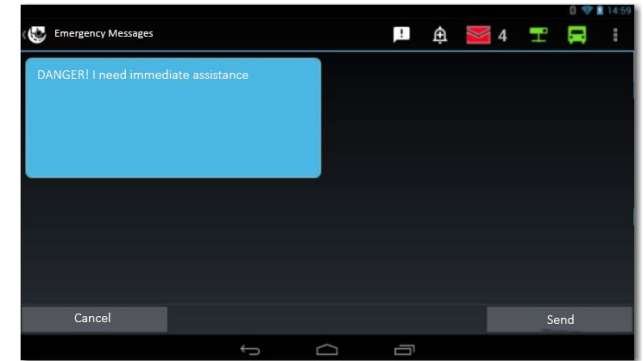 14:59
Emergency Messages
4
DANGER! I need immediate assistance
Cancel
Send